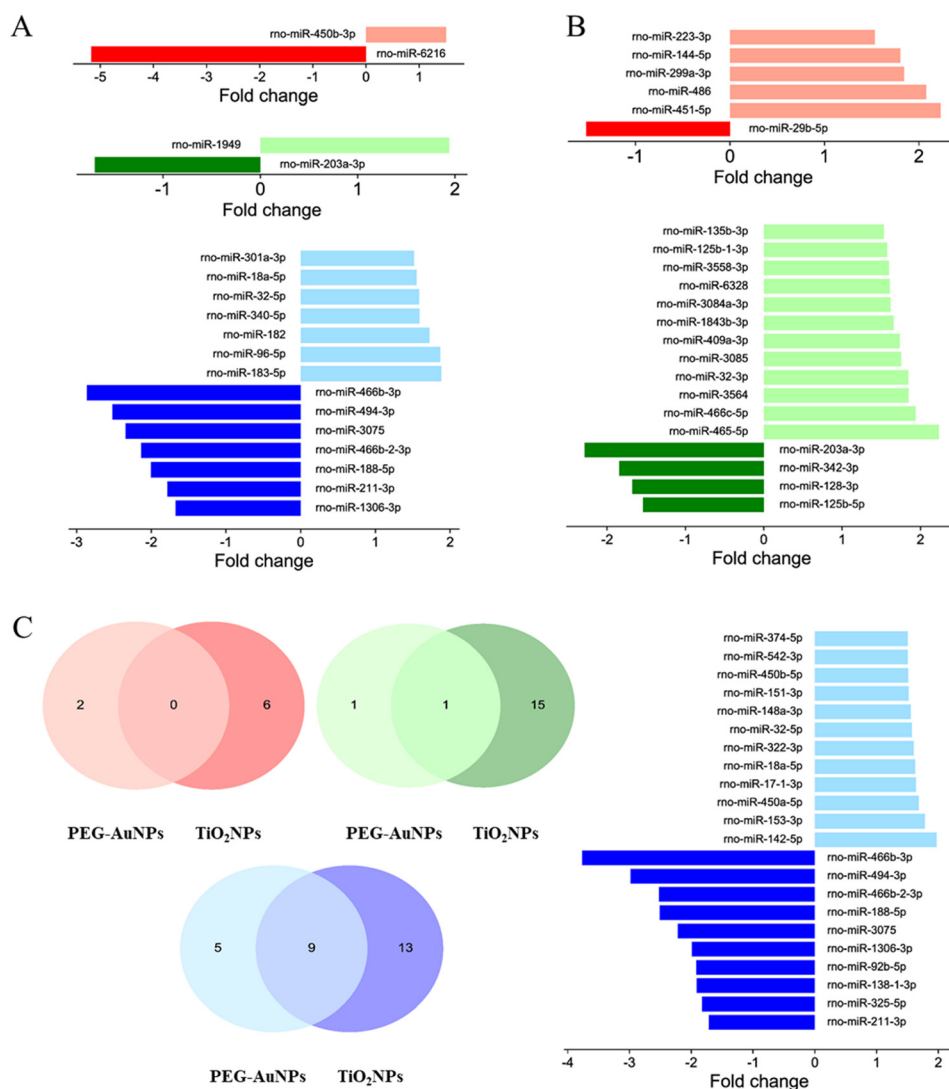 A
rno-miR-450b-3p
rno-miR-6216
-5 -4 -3 -2 -1 0 1
Fold change
rno-miR-1949
rno-miR-203a-3p
-1 0 1 2
Fold change
rno-miR-301a-3p
rno-miR-18a-5p
rno-miR-32-5p
rno-miR-340-5p
rno-miR-182
rno-miR-96-5p
rno-miR-183-5p
rno-miR-466b-3p
rno-miR-494-3p
rno-miR-3075
rno-miR-466b-2-3p
rno-miR-188-5p
rno-miR-211-3p
rno-miR-1306-3p
-3 -2 -1 0 1 2
Fold change
B
rno-miR-223-3p
rno-miR-144-5p
rno-miR-299a-3p
rno-miR-486
rno-miR-451-5p
rno-miR-29b-5p
-1 0 1 2
Fold change
rno-miR-135b-3p
rno-miR-125b-1-3p
rno-miR-3558-3p
rno-miR-6328
rno-miR-3084a-3p
rno-miR-1843b-3p
rno-miR-409a-3p
rno-miR-3085
rno-miR-32-3p
rno-miR-3564
rno-miR-466c-5p
rno-miR-465-5p
rno-miR-203a-3p
rno-miR-342-3p
rno-miR-128-3p
rno-miR-125b-5p
-2 -1 0 1 2
Fold change
rno-miR-374-5p
rno-miR-542-3p
rno-miR-450b-5p
rno-miR-151-3p
rno-miR-148a-3p
rno-miR-32-5p
rno-miR-322-3p
rno-miR-18a-5p
rno-miR-17-1-3p
rno-miR-450a-5p
rno-miR-153-3p
rno-miR-142-5p
rno-miR-466b-3p
rno-miR-494-3p
rno-miR-466b-2-3p
rno-miR-188-5p
rno-miR-3075
rno-miR-1306-3p
rno-miR-92b-5p
rno-miR-138-1-3p
rno-miR-325-5p
rno-miR-211-3p
-4 -3 -2 -1 0 1 2
Fold change
C
2 0 6
PEG-AuNPs TiO₂NPs
1 1 15
PEG-AuNPs TiO₂NPs
5 9 13
PEG-AuNPs TiO₂NPs